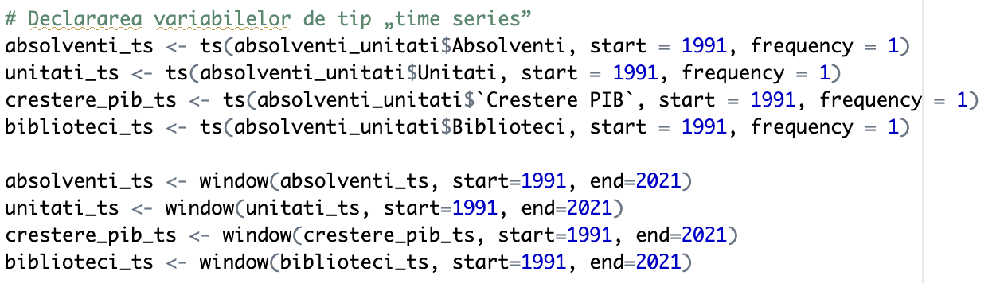 # Declararea variabilelor de tip „time series”
absolventi_ts <- ts(absolventi_unitati$Absolventi, start = 1991, frequency = 1)
unitati_ts <- ts(absolventi_unitati$Unitati, start = 1991, frequency = 1)
crestere_pib_ts <- ts(absolventi_unitati$`Crestere PIB`, start = 1991, frequency = 1)
biblioteci_ts <- ts(absolventi_unitati$Biblioteci, start = 1991, frequency = 1)
absolventi_ts <- window(absolventi_ts, start=1991, end=2021)
unitati_ts <- window(unitati_ts, start=1991, end=2021)
crestere_pib_ts <- window(crestere_pib_ts, start=1991, end=2021)
biblioteci_ts <- window(biblioteci_ts, start=1991, end=2021)